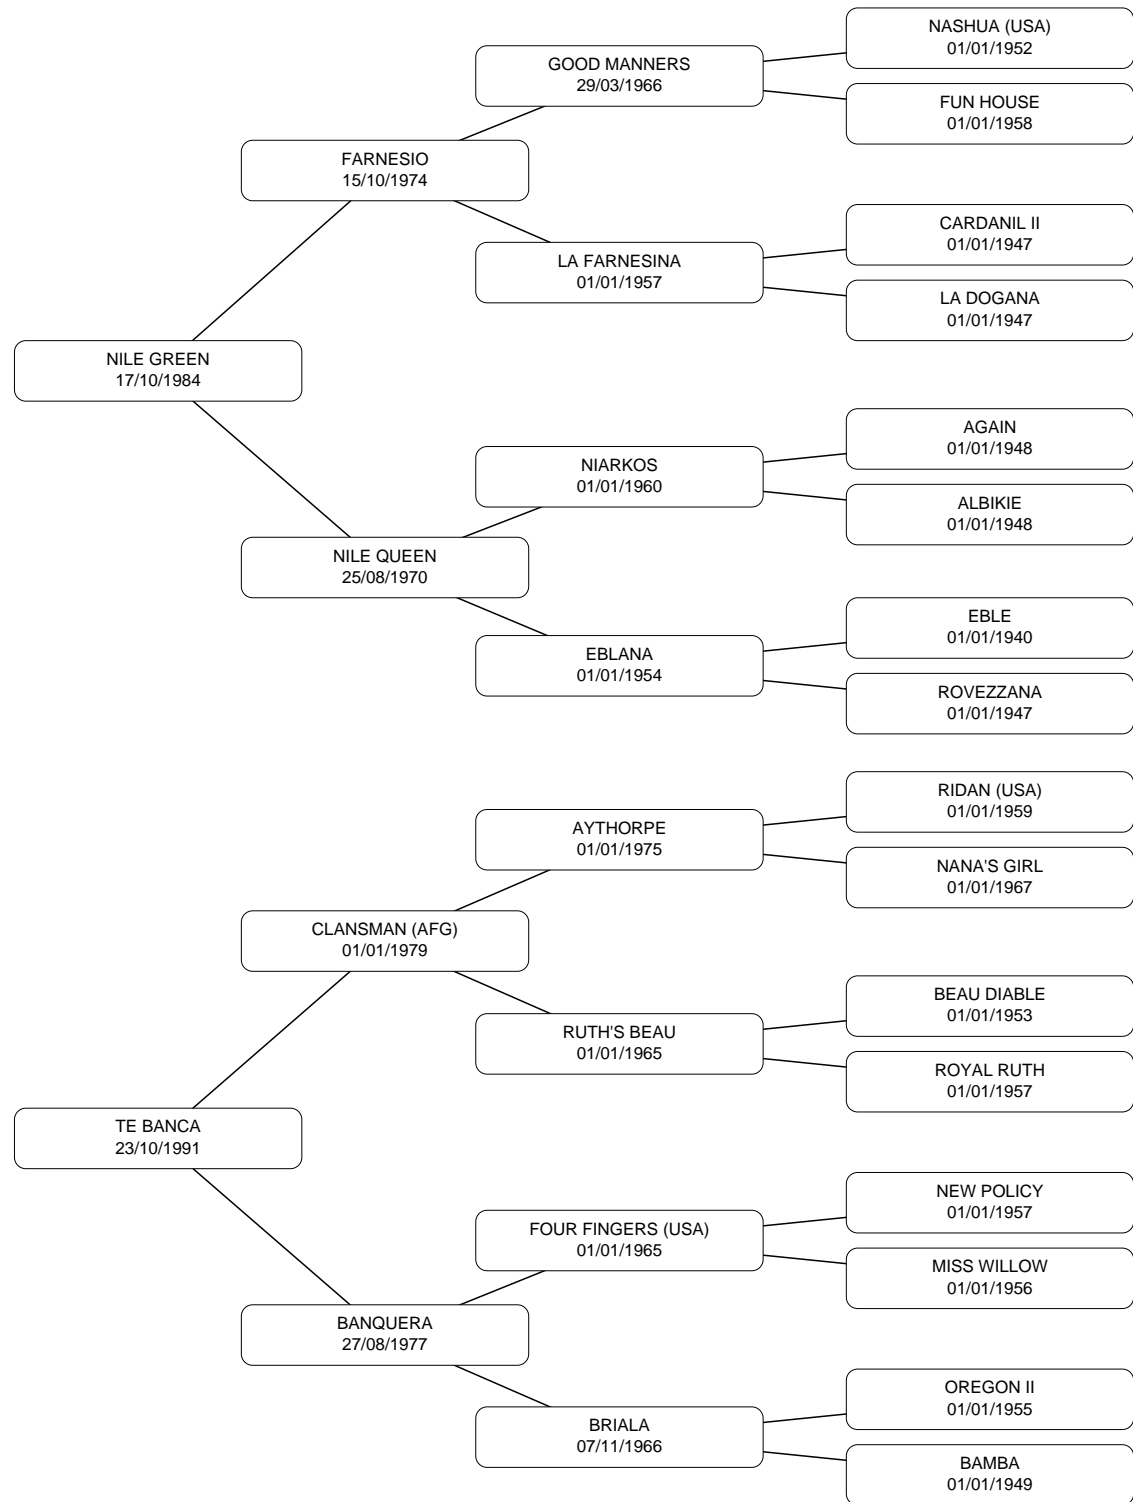 NASHUA (USA)
01/01/1952
GOOD MANNERS
29/03/1966
FUN HOUSE
01/01/1958
FARNESIO
15/10/1974
CARDANIL II
01/01/1947
LA FARNESINA
01/01/1957
LA DOGANA
01/01/1947
NILE GREEN
17/10/1984
AGAIN
01/01/1948
NIARKOS
01/01/1960
ALBIKIE
01/01/1948
NILE QUEEN
25/08/1970
EBLE
01/01/1940
EBLANA
01/01/1954
ROVEZZANA
01/01/1947
RIDAN (USA)
01/01/1959
AYTHORPE
01/01/1975
NANA'S GIRL
01/01/1967
CLANSMAN (AFG)
01/01/1979
BEAU DIABLE
01/01/1953
RUTH'S BEAU
01/01/1965
ROYAL RUTH
01/01/1957
TE BANCA
23/10/1991
NEW POLICY
01/01/1957
FOUR FINGERS (USA)
01/01/1965
MISS WILLOW
01/01/1956
BANQUERA
27/08/1977
OREGON II
01/01/1955
BRIALA
07/11/1966
BAMBA
01/01/1949